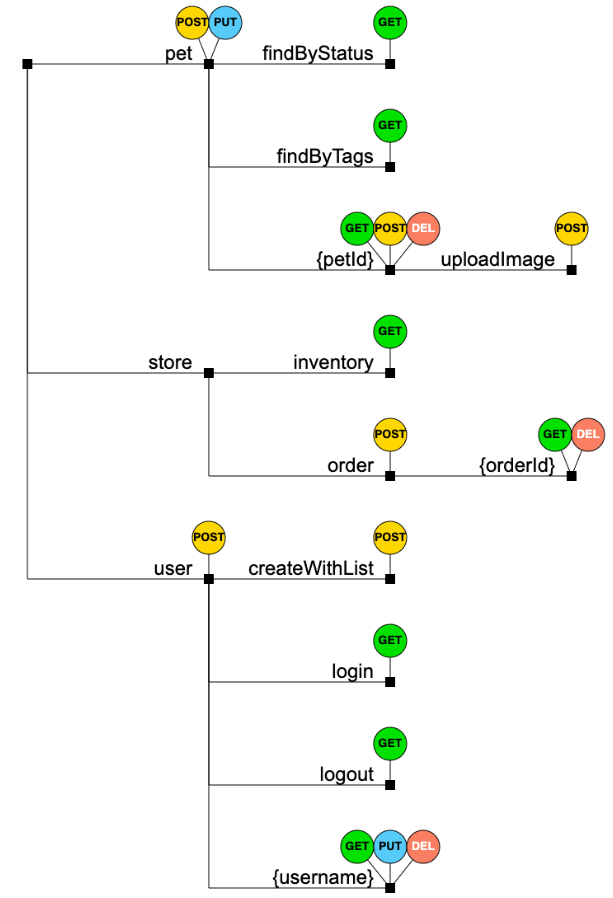 POST PUT GET
pet findByStatus
GET
findByTags
GET POST DEL POST
{petId} uploadImage
GET
store inventory
POST GET DEL
order {orderId}
POST POST
user createWithList
GET
login
GET
logout
GET PUT DEL
{username}